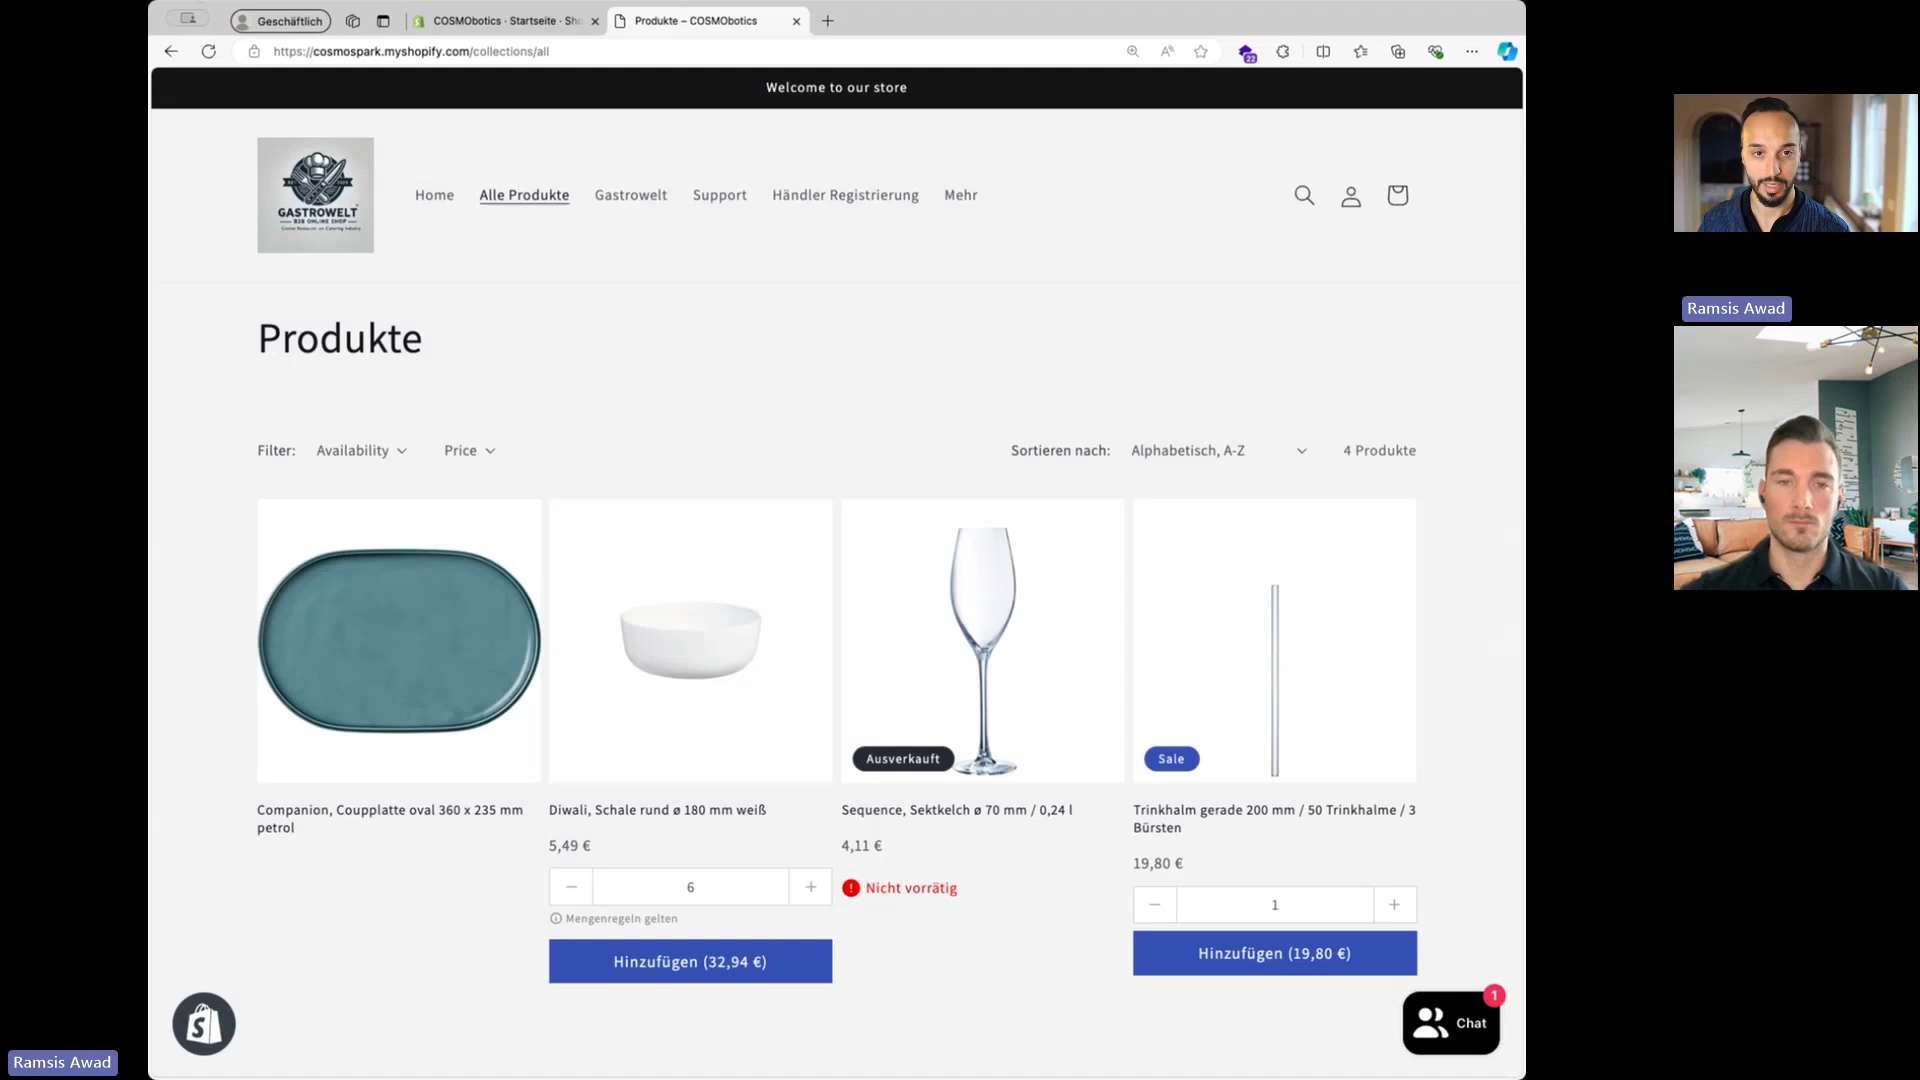 Geschäftlich
COSMObotics · Startseite · Sho
Produkte – COSMObotics
https://cosmospark.myshopify.com/collections/all
22
Welcome to our store
GASTROWELT
B2B ONLINE SHOP
Home
Alle Produkte
Gastrowelt
Support
Händler Registrierung
Mehr
Ramsis Awad
Produkte
Filter:
Availability
Price
Sortieren nach:
Alphabetisch, A-Z
4 Produkte
Ausverkauft
Sale
Companion, Coupplatte oval 360 x 235 mm
petrol
Diwali, Schale rund ø 180 mm weiß
5,49 €
6
Mengenregeln gelten
Hinzufügen (32,94 €)
Sequence, Sektkelch ø 70 mm / 0,24 l
4,11 €
Nicht vorrätig
Trinkhalm gerade 200 mm / 50 Trinkhalme / 3
Bürsten
19,80 €
1
Hinzufügen (19,80 €)
1
Chat
Ramsis Awad